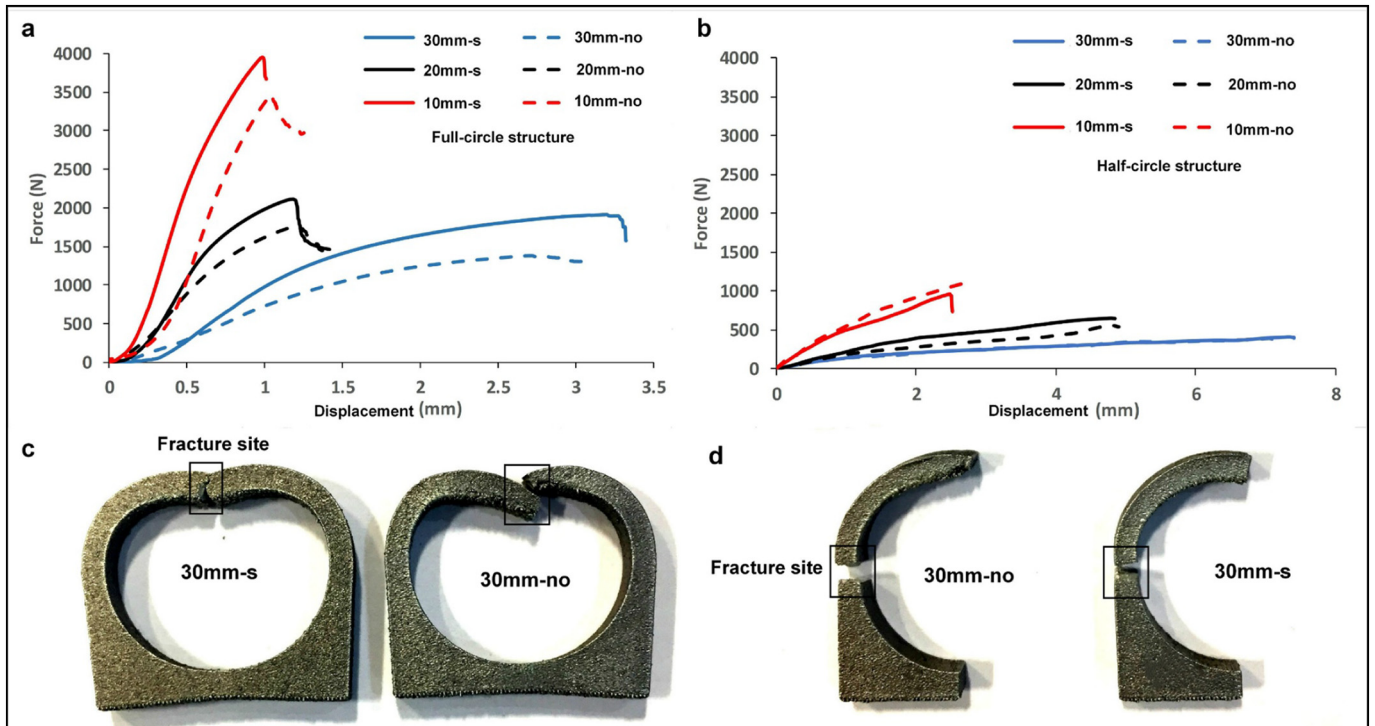 a
30mm-s 30mm-no
20mm-s 20mm-no
10mm-s 10mm-no
Full-circle structure
4000
3500
3000
2500
2000
1500
1000
500
0
Force (N)
0 0.5 1 1.5 2 2.5 3 3.5
Displacement (mm)
b
30mm-s 30mm-no
20mm-s 20mm-no
10mm-s 10mm-no
Half-circle structure
4000
3500
3000
2500
2000
1500
1000
500
0
Force (N)
0 2 4 6 8
Displacement (mm)
c
Fracture site
30mm-s
30mm-no
d
Fracture site
30mm-no
30mm-s